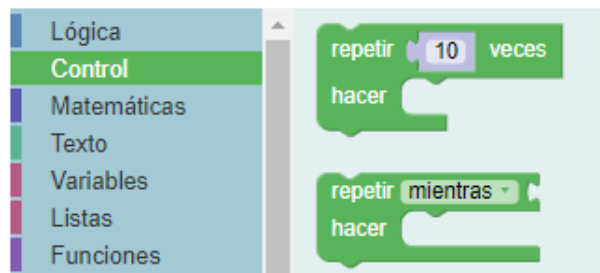 Lógica
Control
Matemáticas
Texto
Variables
Listas
Funciones
repetir 10 veces
hacer
repetir mientras
hacer